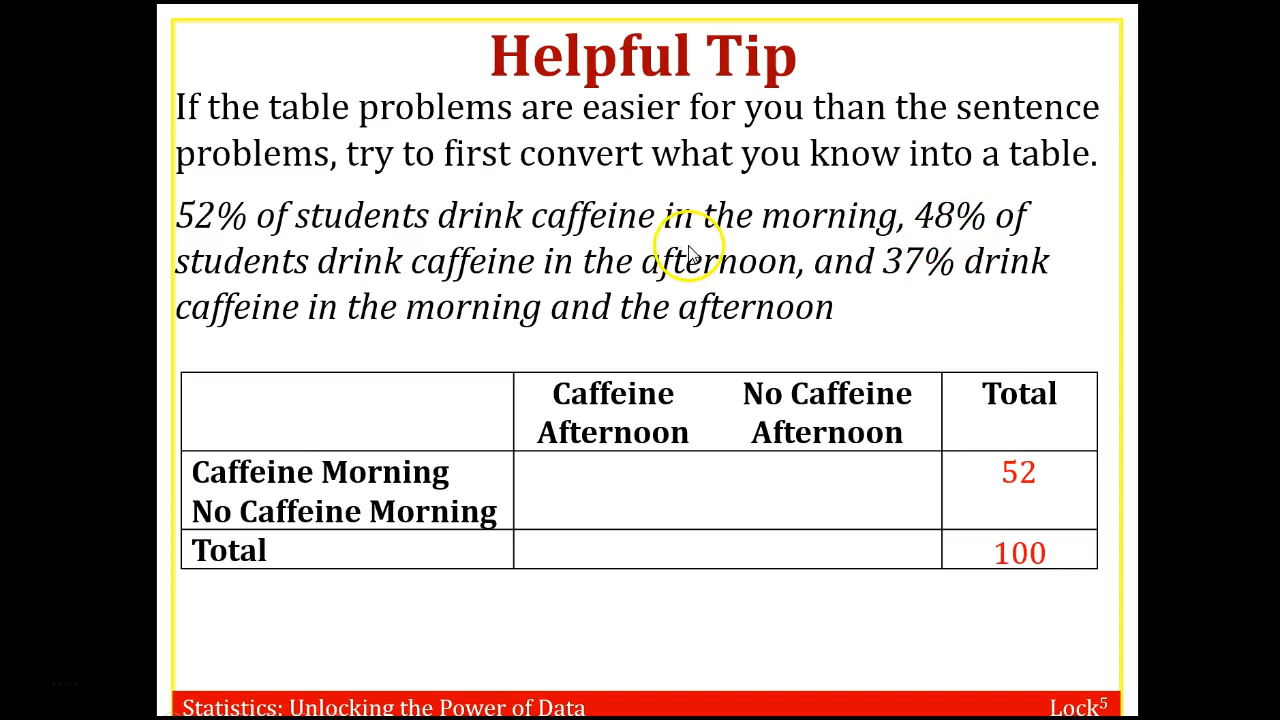 Helpful Tip
If the table problems are easier for you than the sentence
problems, try to first convert what you know into a table.
52% of students drink caffeine in the morning, 48% of
students drink caffeine in the afternoon, and 37% drink
caffeine in the morning and the afternoon
Caffeine No Caffeine Total
Afternoon Afternoon
Caffeine Morning 52
No Caffeine Morning
Total 100
Statistics: Unlocking the Power of Data Lock5